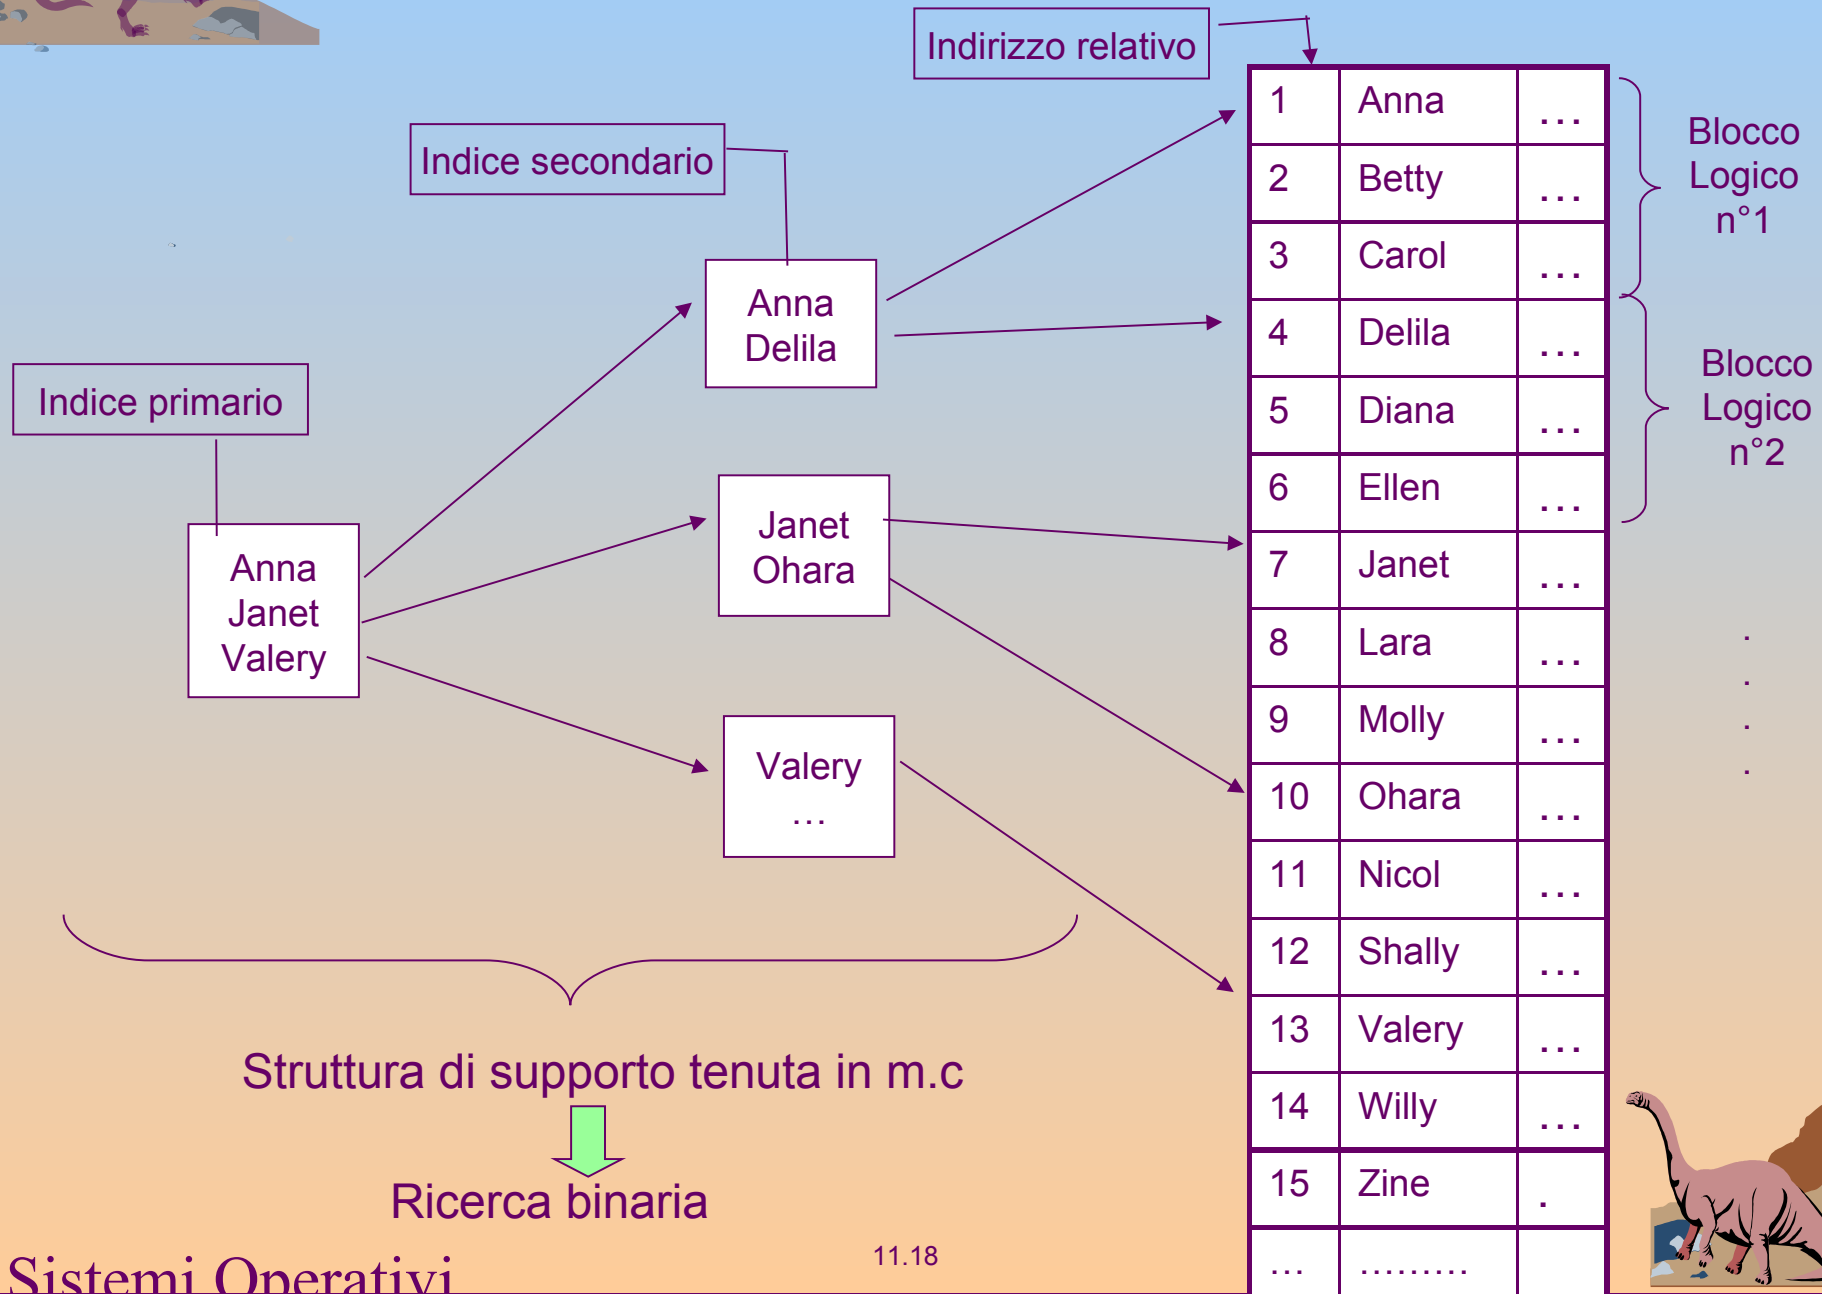 Indirizzo relativo
Indice secondario
Indice primario
Anna
Janet
Valery
Anna
Delila
Janet
Ohara
Valery
...
1 Anna ...
2 Betty ...
3 Carol ...
4 Delila ...
5 Diana ...
6 Ellen ...
7 Janet ...
8 Lara ...
9 Molly ...
10 Ohara ...
11 Nicol ...
12 Shally ...
13 Valery ...
14 Willy ...
15 Zine .
... .........
Blocco
Logico
n°1
Blocco
Logico
n°2
.
.
.
.
Struttura di supporto tenuta in m.c
Ricerca binaria
Sistemi Operativi
11.18